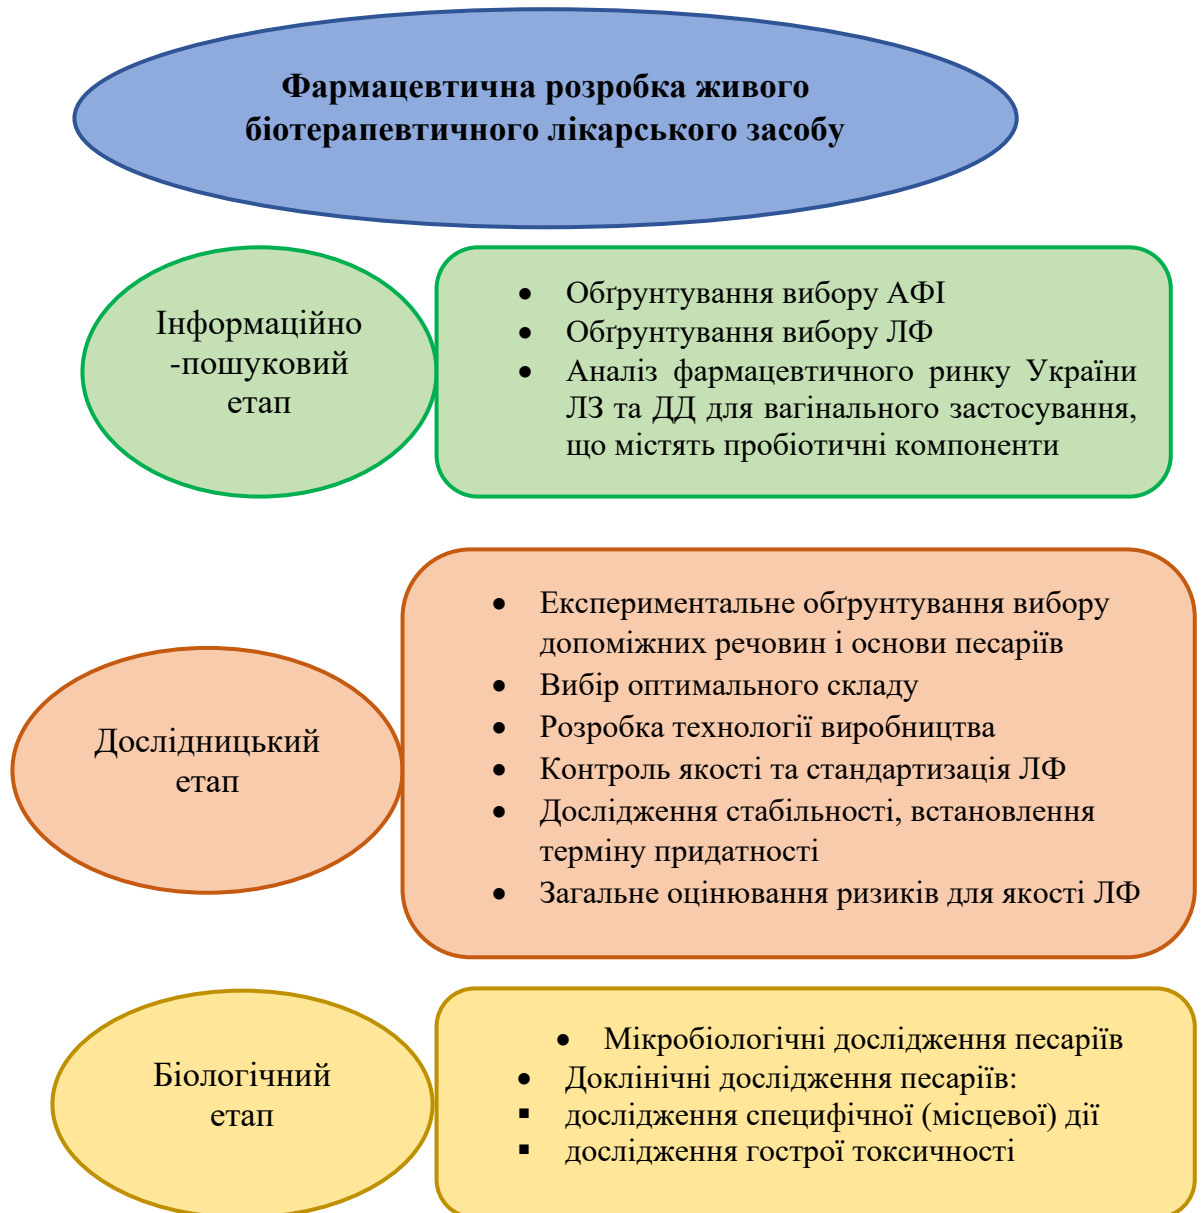 Фармацевтична розробка живого
біотерапевтичного лікарського засобу
Інформаційно
-пошуковий
етап
• Обґрунтування вибору АФІ
• Обґрунтування вибору ЛФ
• Аналіз фармацевтичного ринку України
ЛЗ та ДД для вагінального застосування,
що містять пробіотичні компоненти
Дослідницький
етап
• Експериментальне обґрунтування вибору
допоміжних речовин і основи песаріїв
• Вибір оптимального складу
• Розробка технології виробництва
• Контроль якості та стандартизація ЛФ
• Дослідження стабільності, встановлення
терміну придатності
• Загальне оцінювання ризиків для якості ЛФ
Біологічний
етап
• Мікробіологічні дослідження песаріїв
• Доклінічні дослідження песаріїв:
▪ дослідження специфічної (місцевої) дії
▪ дослідження гострої токсичності